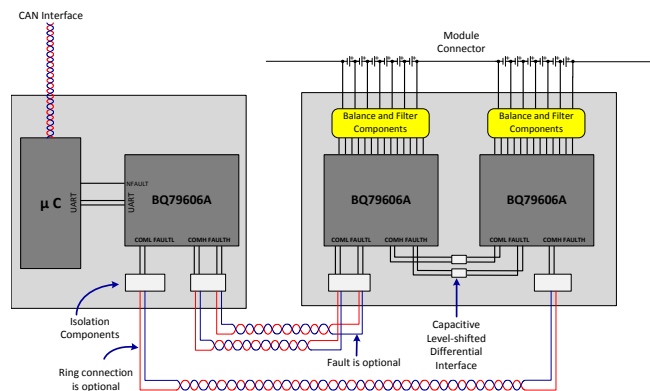 CAN Interface
Module
Connector
Balance and Filter
Components
Balance and Filter
Components
µ C
UART
NFAULT
UART
BQ79606A
BQ79606A
BQ79606A
COML FAULTL
COMH FAULTH
COML FAULTL
COMH FAULTH
COML FAULTL
COMH FAULTH
Isolation
Components
Ring connection
is optional
Fault is optional
Capacitive
Level-shifted
Differential
Interface